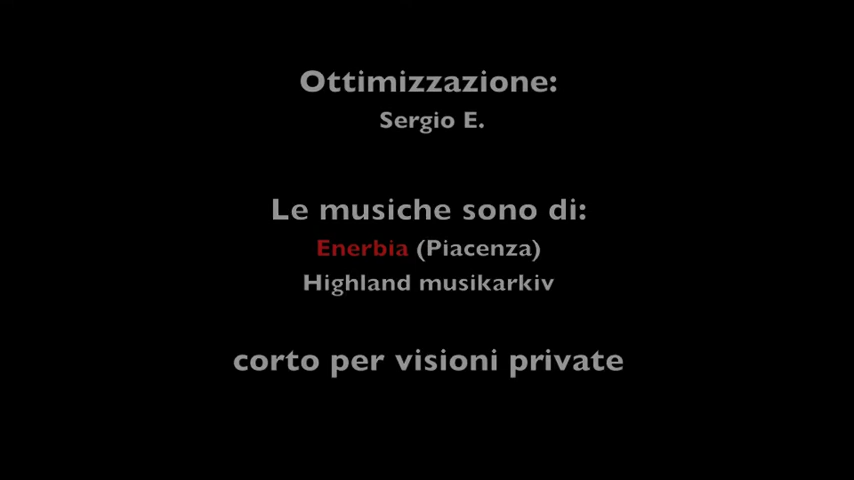 Ottimizzazione:
Sergio E.
Le musiche sono di:
Enerbia (Piacenza)
Highland musikarkiv
corto per visioni private